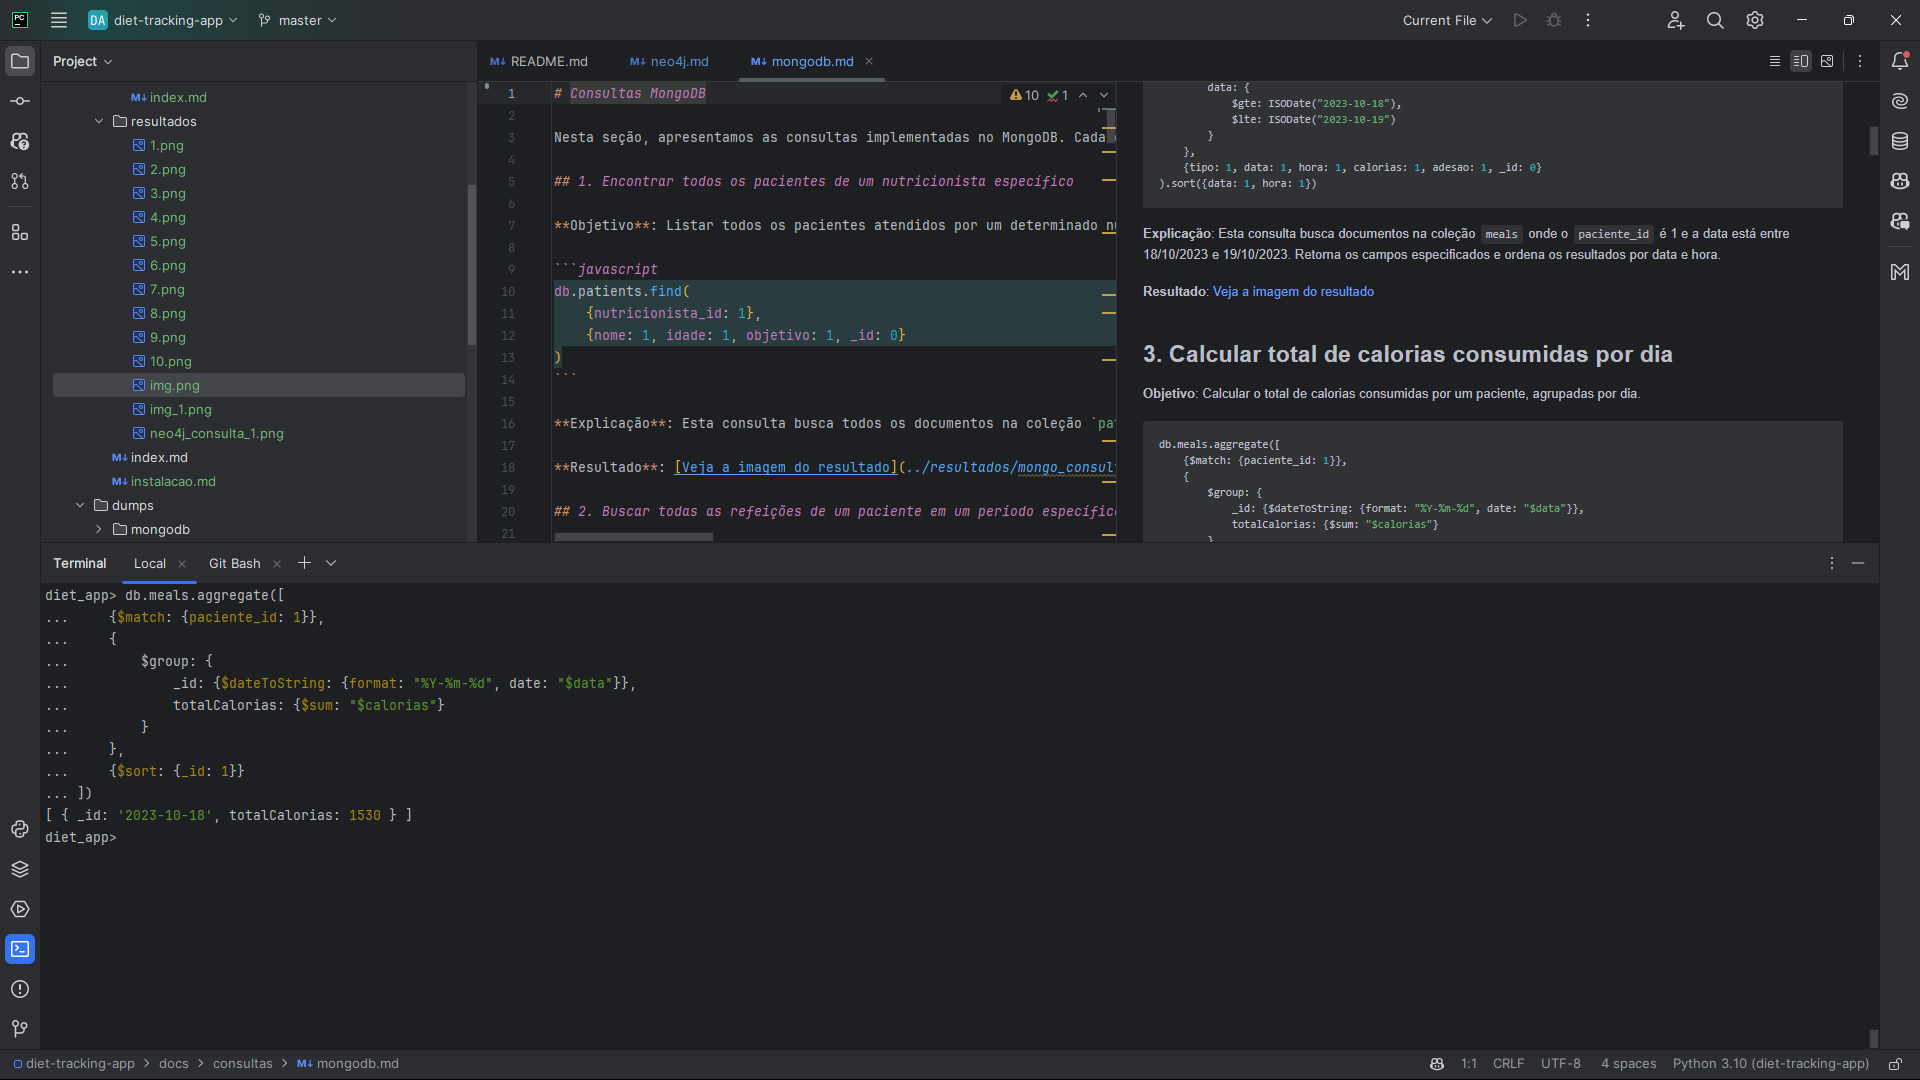 DA diet-tracking-app
master
Current File
Project
README.md
neo4j.md
mongodb.md
index.md
resultados
1.png
2.png
3.png
4.png
5.png
6.png
7.png
8.png
9.png
10.png
img.png
img_1.png
neo4j_consulta_1.png
index.md
instalacao.md
dumps
mongodb
10 1
1 # Consultas MongoDB
2
3 Nesta seção, apresentamos as consultas implementadas no MongoDB. Cada
4
5 ## 1. Encontrar todos os pacientes de um nutricionista específico
6
7 **Objetivo**: Listar todos os pacientes atendidos por um determinado nu
8
9 ```javascript
10 db.patients.find(
11 {nutricionista_id: 1},
12 {nome: 1, idade: 1, objetivo: 1, _id: 0}
13 )
14 ```
15
16 **Explicação**: Esta consulta busca todos os documentos na coleção `pa
17
18 **Resultado**: [Veja a imagem do resultado](../resultados/mongo_consul
19
20 ## 2. Buscar todas as refeições de um paciente em um período específic
21
data: {
$gte: ISODate("2023-10-18"),
$lte: ISODate("2023-10-19")
}
},
{tipo: 1, data: 1, hora: 1, calorias: 1, adesao: 1, _id: 0}
).sort({data: 1, hora: 1})
Explicação: Esta consulta busca documentos na coleção meals onde o paciente_id é 1 e a data está entre
18/10/2023 e 19/10/2023. Retorna os campos especificados e ordena os resultados por data e hora.
Resultado: Veja a imagem do resultado
3. Calcular total de calorias consumidas por dia
Objetivo: Calcular o total de calorias consumidas por um paciente, agrupadas por dia.
db.meals.aggregate([
{$match: {paciente_id: 1}},
{
$group: {
_id: {$dateToString: {format: "%Y-%m-%d", date: "$data"}},
totalCalorias: {$sum: "$calorias"}
}
Terminal
Local
Git Bash
diet_app> db.meals.aggregate([
... {$match: {paciente_id: 1}},
... {
... $group: {
... _id: {$dateToString: {format: "%Y-%m-%d", date: "$data"}},
... totalCalorias: {$sum: "$calorias"}
... }
... },
... {$sort: {_id: 1}}
... ])
[ { _id: '2023-10-18', totalCalorias: 1530 } ]
diet_app>
diet-tracking-app > docs > consultas > mongodb.md
1:1 CRLF UTF-8 4 spaces Python 3.10 (diet-tracking-app)